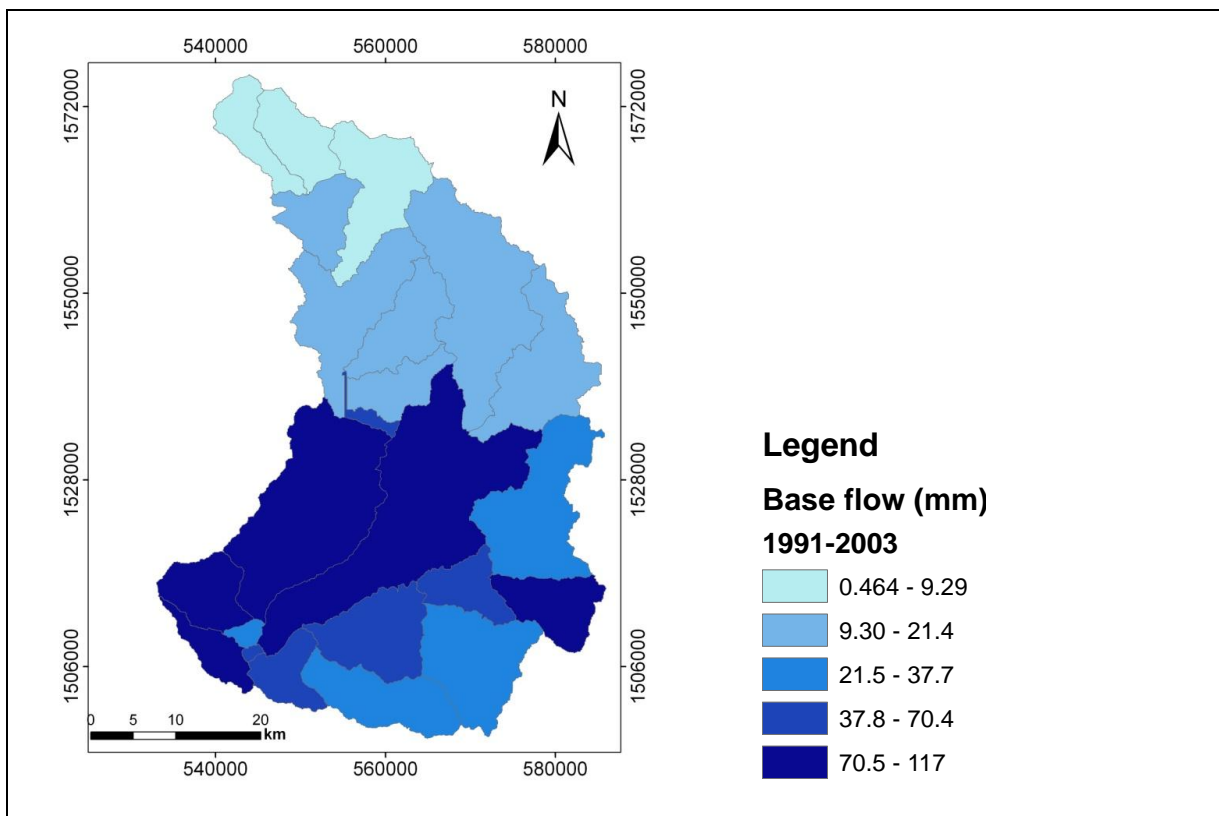 540000 560000 580000
N
1572000 1572000
1550000 1550000
1528000 1528000
1506000 1506000
0 5 10 20
km
540000 560000 580000
Legend
Base flow (mm)
1991-2003
0.464 - 9.29
9.30 - 21.4
21.5 - 37.7
37.8 - 70.4
70.5 - 117